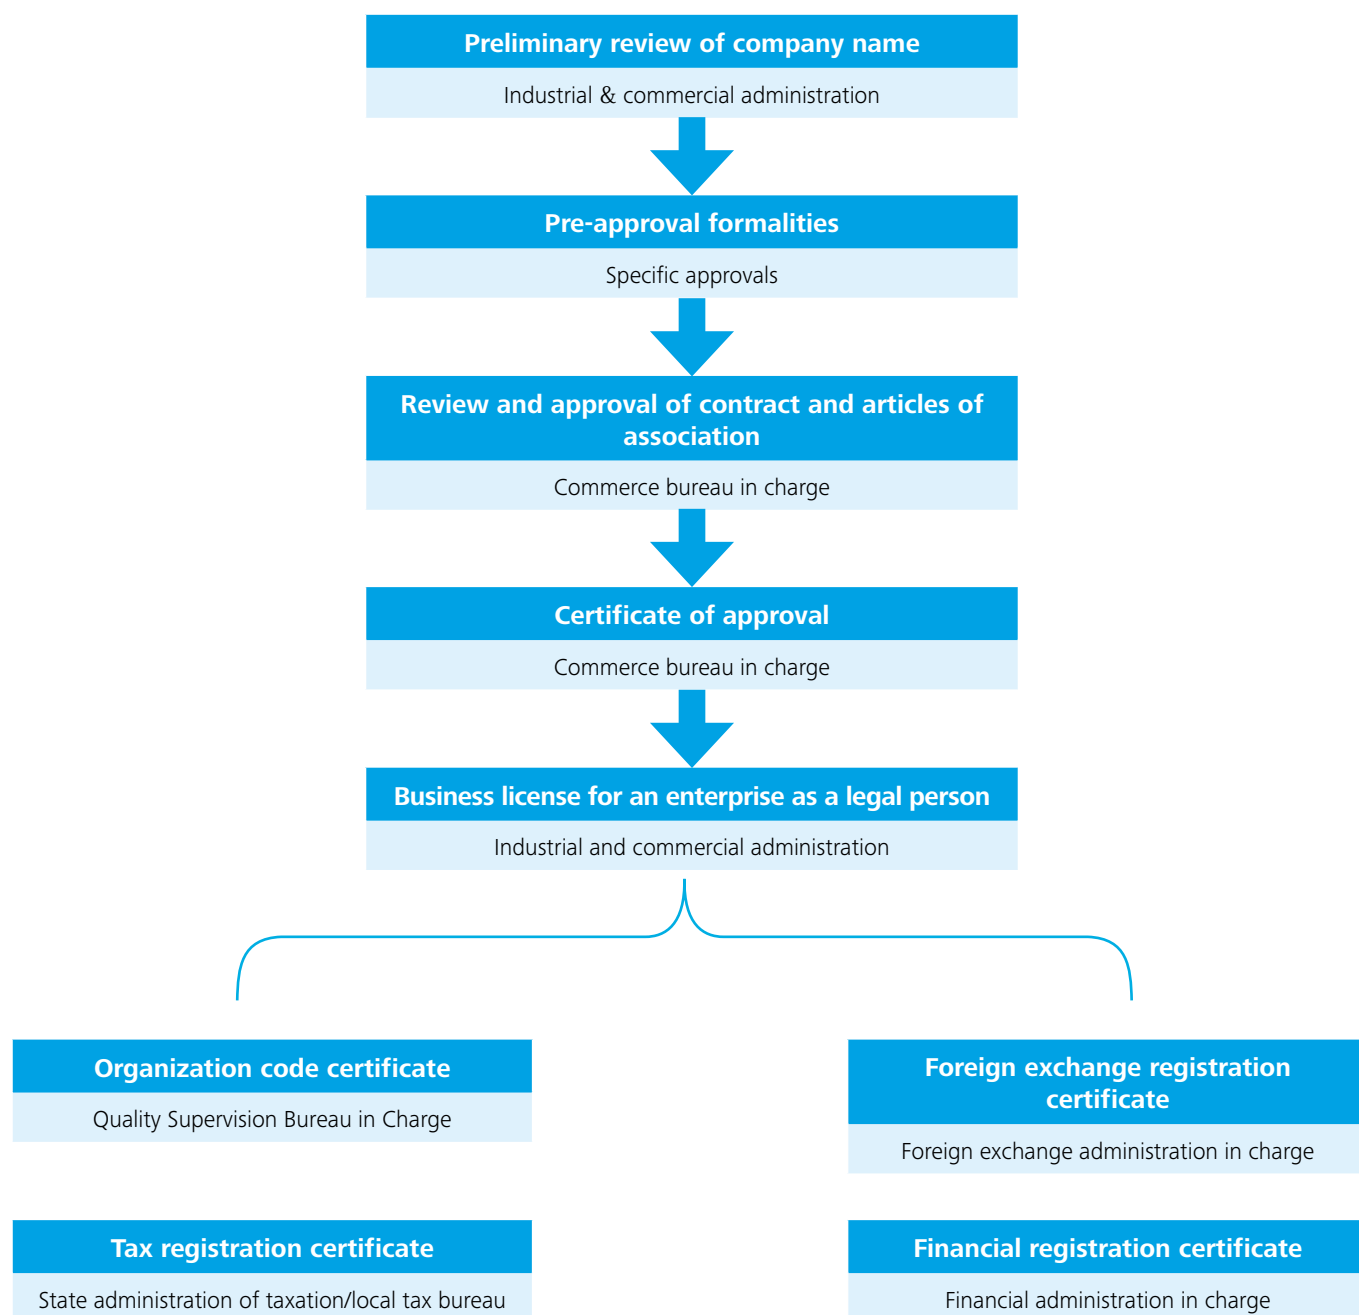 Preliminary review of company name
Industrial & commercial administration
Pre-approval formalities
Specific approvals
Review and approval of contract and articles of
association
Commerce bureau in charge
Certificate of approval
Commerce bureau in charge
Business license for an enterprise as a legal person
Industrial and commercial administration
Organization code certificate
Quality Supervision Bureau in Charge
Foreign exchange registration
certificate
Foreign exchange administration in charge
Tax registration certificate
State administration of taxation/local tax bureau
Financial registration certificate
Financial administration in charge